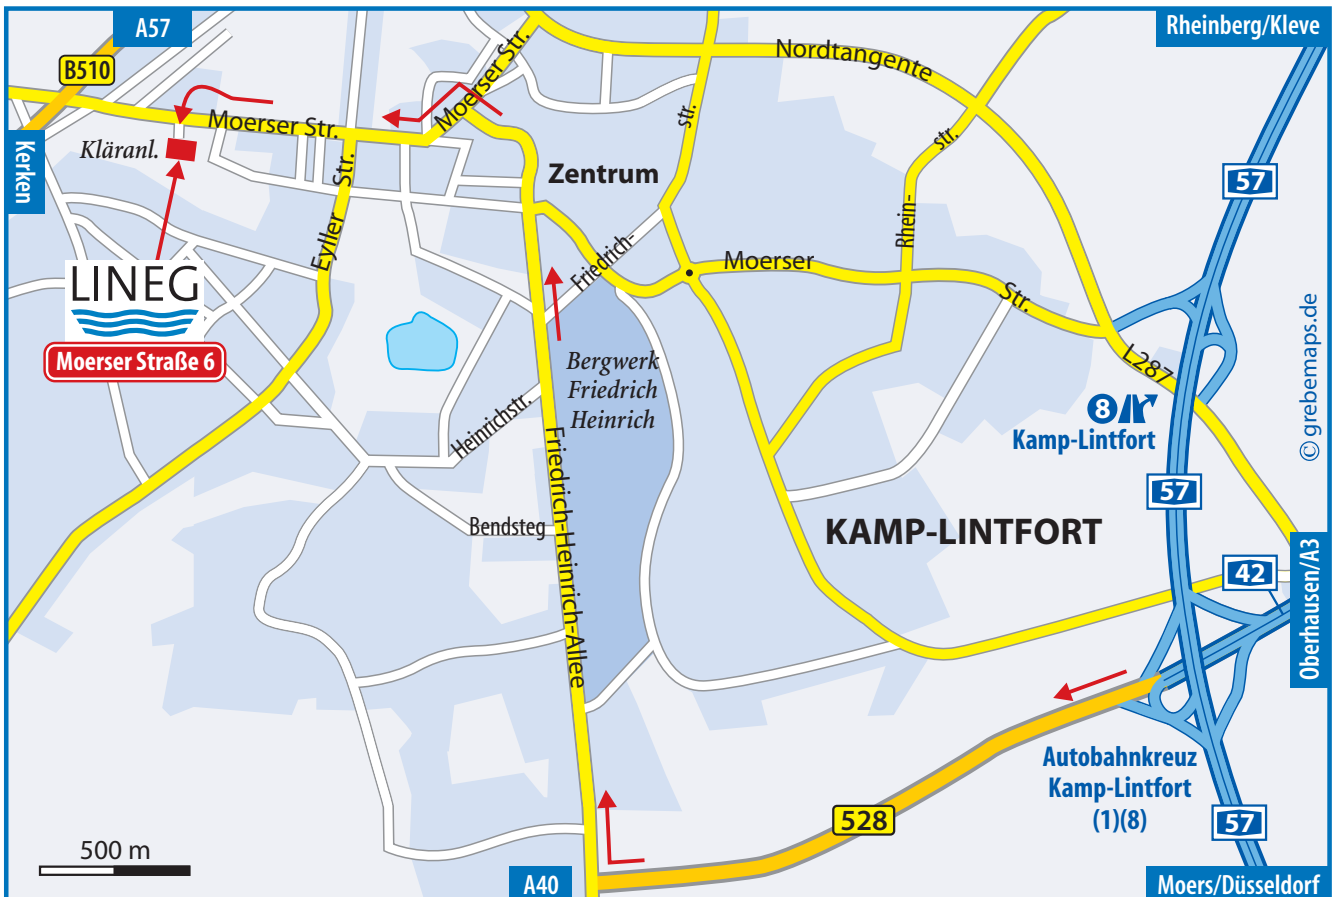 A57
Rheinberg/Kleve
B510
Moerser Str.
Nordtangente
Moerser Str.
str.
str.
Kläranl.
Kerken
Zentrum
Eyller Str.
57
Rhein-
LINEG
Moerser Straße 6
Friedrich-
Moerser
Str.
Bergwerk
Friedrich
Heinrich
L287
8
Kamp-Lintfort
© grebemaps.de
Heinrichstr.
57
Bendsteg
Friedrich-Heinrich-Allee
KAMP-LINTFORT
42
Oberhausen/A3
Autobahnkreuz
Kamp-Lintfort
(1)(8)
528
57
500 m
A40
Moers/Düsseldorf